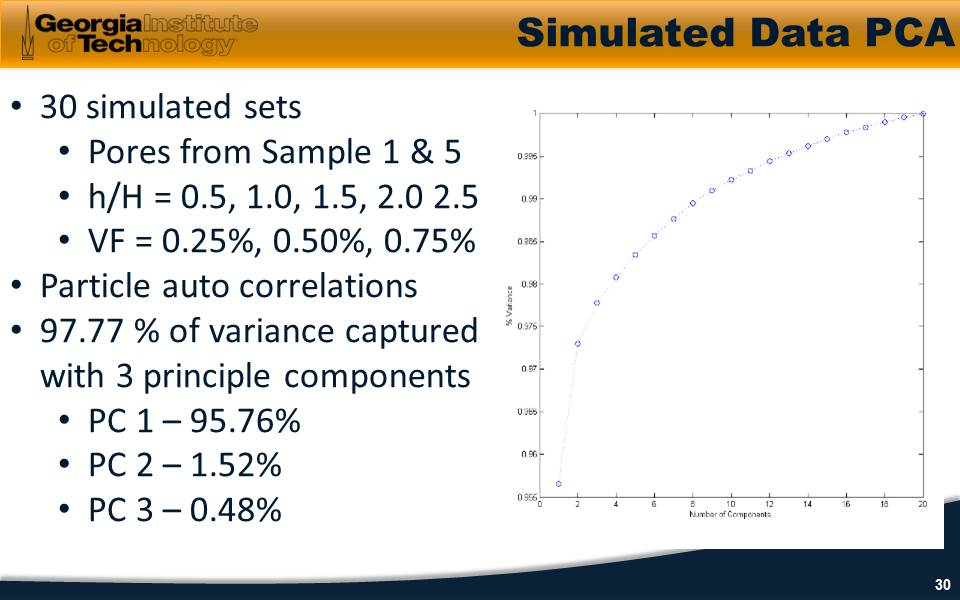 GeorgiaInstitute
of Technology
Simulated Data PCA
• 30 simulated sets
• Pores from Sample 1 & 5
• h/H = 0.5, 1.0, 1.5, 2.0 2.5
• VF = 0.25%, 0.50%, 0.75%
• Particle auto correlations
• 97.77 % of variance captured
with 3 principle components
• PC 1 – 95.76%
• PC 2 – 1.52%
• PC 3 – 0.48%
1
0.995
0.99
0.985
0.98
0.975
0.97
0.965
0.96
0.955
% Variance
0 2 4 6 8 10 12 14 16 18 20
Number of Components
30